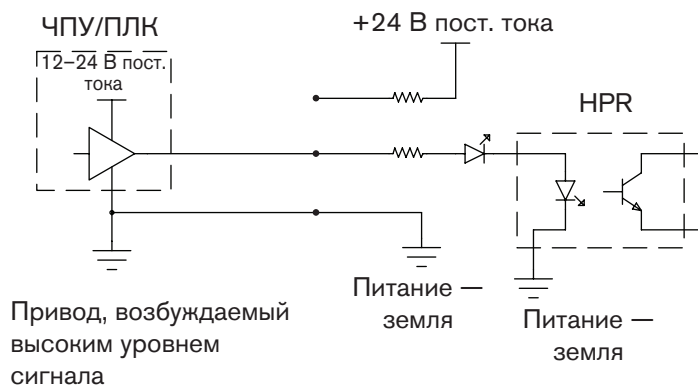 ЧПУ/ПЛК
+24 В пост. тока
12–24 В пост.
тока
HPR
Привод, возбуждаемый
высоким уровнем
сигнала
Питание —
земля
Питание —
земля